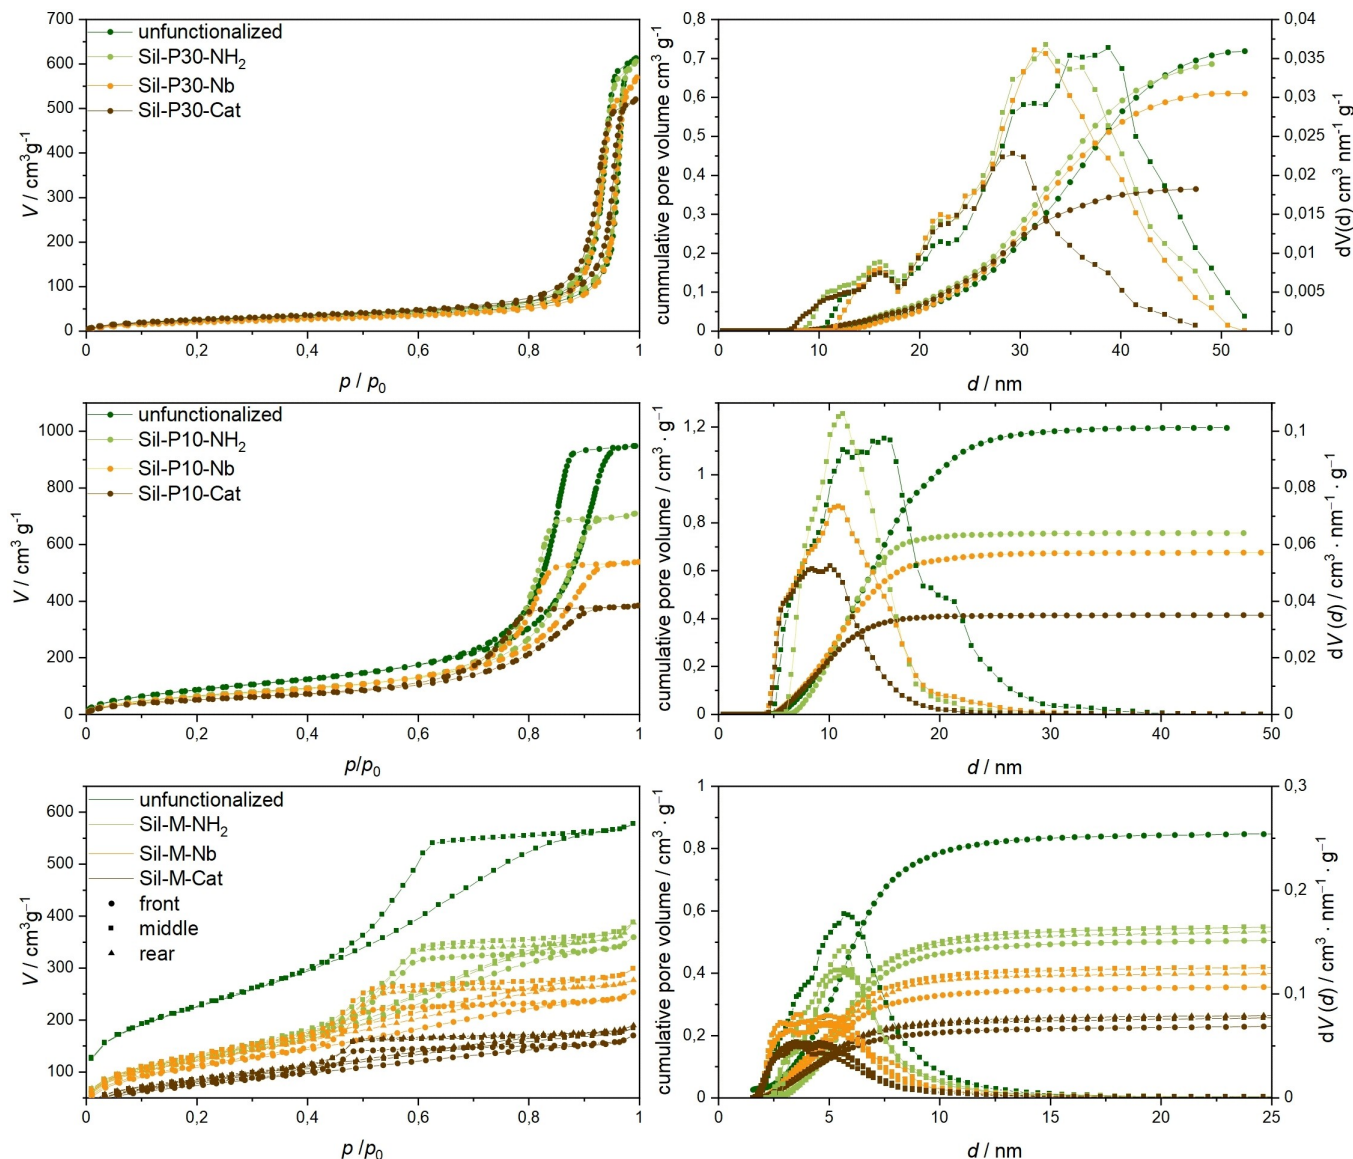 700
600
500
400
300
200
100
0
V / cm³g⁻¹
unfunctionalized
Sil-P30-NH₂
Sil-P30-Nb
Sil-P30-Cat
0 0,2 0,4 0,6 0,8 1
p / p₀
0,8
0,7
0,6
0,5
0,4
0,3
0,2
0,1
0
cummulative pore volume cm³ g⁻¹
0,04
0,035
0,03
0,025
0,02
0,015
0,01
0,005
0
dV(d) cm³ nm⁻¹ g⁻¹
0 10 20 30 40 50
d / nm
1000
800
600
400
200
0
V / cm³ g⁻¹
unfunctionalized
Sil-P10-NH₂
Sil-P10-Nb
Sil-P10-Cat
0 0,2 0,4 0,6 0,8 1
p/p₀
1,2
1
0,8
0,6
0,4
0,2
0
cumulative pore volume / cm³ · g⁻¹
0,1
0,08
0,06
0,04
0,02
0
dV (d) / cm³ · nm⁻¹ · g⁻¹
0 10 20 30 40 50
d / nm
600
500
400
300
200
100
V / cm³g⁻¹
unfunctionalized
Sil-M-NH₂
Sil-M-Nb
Sil-M-Cat
front
middle
rear
0 0,2 0,4 0,6 0,8 1
p /p₀
1
0,8
0,6
0,4
0,2
0
cumulative pore volume / cm³ · g⁻¹
0,3
0,2
0,1
0
dV (d) / cm³ · nm⁻¹ · g⁻¹
0 5 10 15 20 25
d / nm